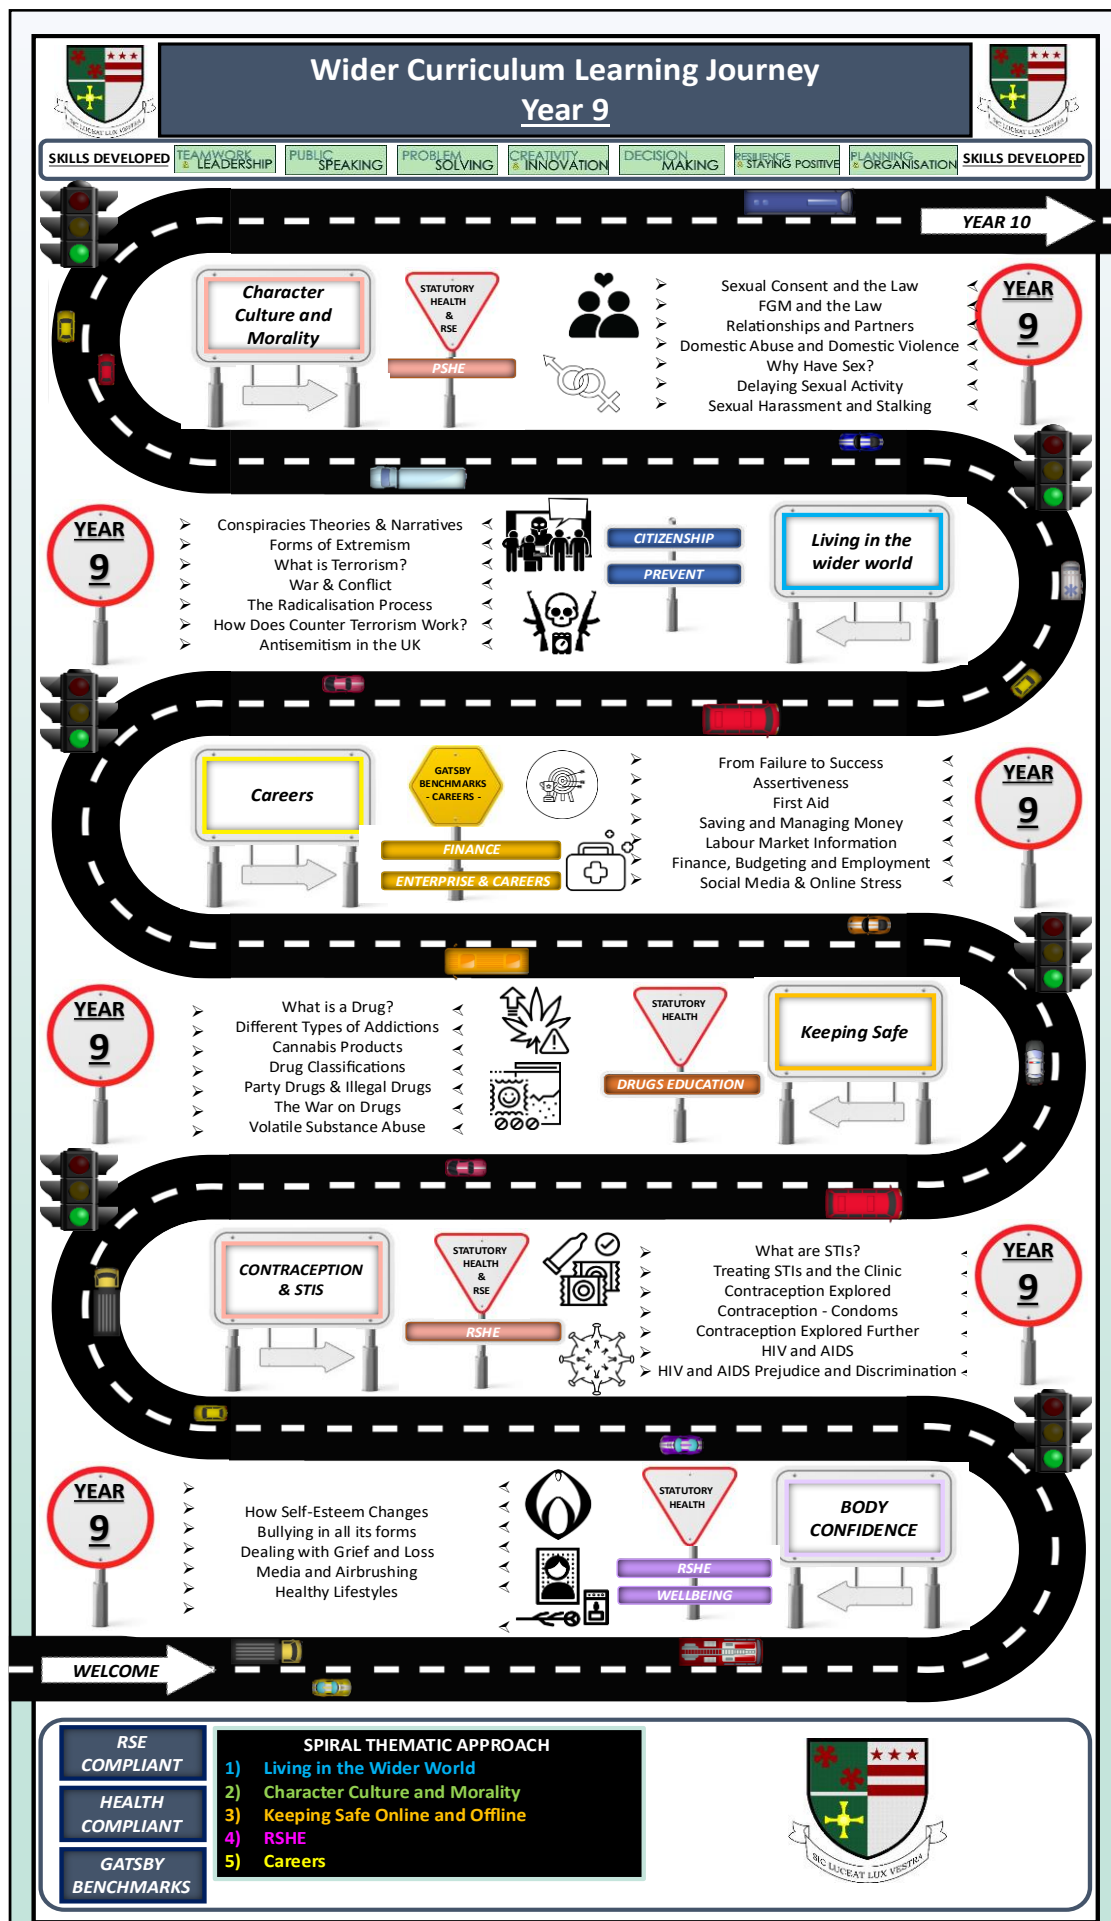 Wider Curriculum Learning Journey
Year 9
SIC LUCEAT LUX VESTRA
SIC LUCEAT LUX VESTRA
SKILLS DEVELOPED
TEAMWORK
& LEADERSHIP
PUBLIC
SPEAKING
PROBLEM
SOLVING
CREATIVITY
& INNOVATION
DECISION
MAKING
RESILIENCE
& STAYING POSITIVE
PLANNING
& ORGANISATION
SKILLS DEVELOPED
YEAR 10
Character
Culture and
Morality
STATUTORY
HEALTH
&
RSE
PSHE
Sexual Consent and the Law
FGM and the Law
Relationships and Partners
Domestic Abuse and Domestic Violence
Why Have Sex?
Delaying Sexual Activity
Sexual Harassment and Stalking
YEAR
9
YEAR
9
Conspiracies Theories & Narratives
Forms of Extremism
What is Terrorism?
War & Conflict
The Radicalisation Process
How Does Counter Terrorism Work?
Antisemitism in the UK
CITIZENSHIP
PREVENT
Living in the
wider world
Careers
GATSBY
BENCHMARKS
- CAREERS -
FINANCE
ENTERPRISE & CAREERS
From Failure to Success
Assertiveness
First Aid
Saving and Managing Money
Labour Market Information
Finance, Budgeting and Employment
Social Media & Online Stress
YEAR
9
YEAR
9
What is a Drug?
Different Types of Addictions
Cannabis Products
Drug Classifications
Party Drugs & Illegal Drugs
The War on Drugs
Volatile Substance Abuse
STATUTORY
HEALTH
DRUGS EDUCATION
Keeping Safe
CONTRACEPTION
& STIS
STATUTORY
HEALTH
&
RSE
RSHE
What are STIs?
Treating STIs and the Clinic
Contraception Explored
Contraception - Condoms
Contraception Explored Further
HIV and AIDS
HIV and AIDS Prejudice and Discrimination
YEAR
9
YEAR
9
How Self-Esteem Changes
Bullying in all its forms
Dealing with Grief and Loss
Media and Airbrushing
Healthy Lifestyles
STATUTORY
HEALTH
RSHE
WELLBEING
BODY
CONFIDENCE
WELCOME
RSE
COMPLIANT
HEALTH
COMPLIANT
GATSBY
BENCHMARKS
SPIRAL THEMATIC APPROACH
1) Living in the Wider World
2) Character Culture and Morality
3) Keeping Safe Online and Offline
4) RSHE
5) Careers
SIC LUCEAT LUX VESTRA